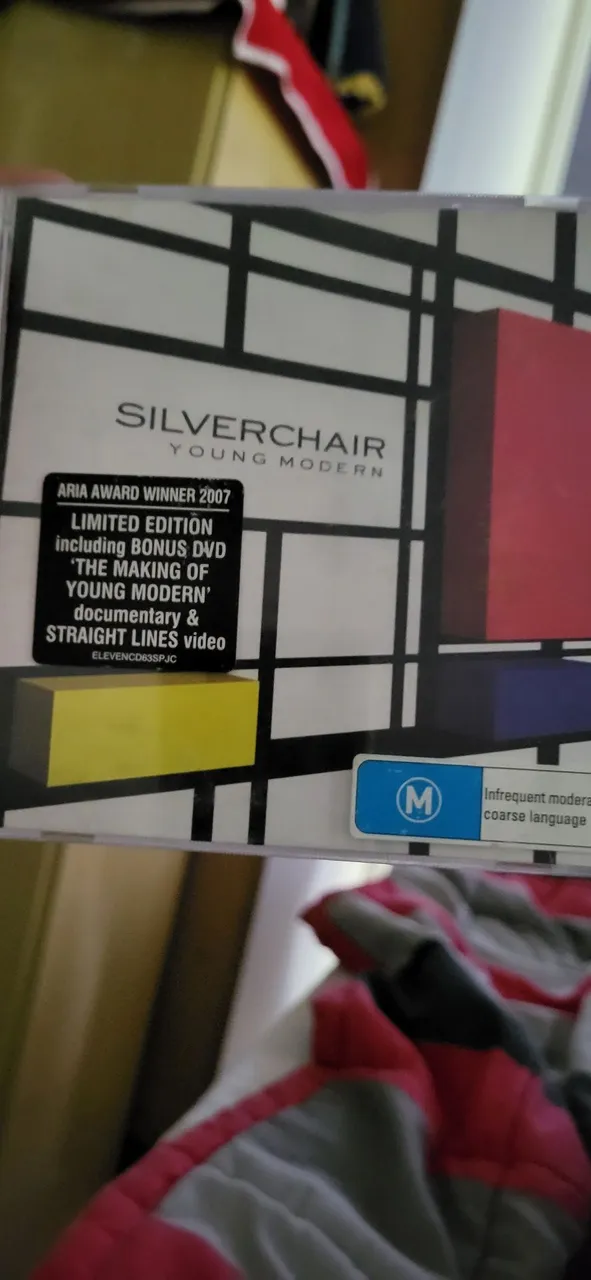 SILVERCHAIR
YOUNG MODERN
ARIA AWARD WINNER 2007
LIMITED EDITION
including BONUS DVD
'THE MAKING OF
YOUNG MODERN'
documentary &
STRAIGHT LINES video
ELEVENCD63SPJC
M
Infrequent modera
coarse language